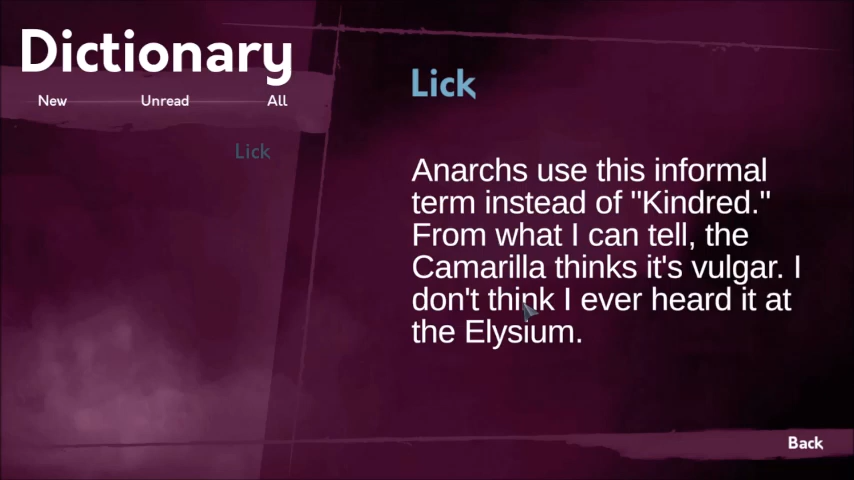 Dictionary
New Unread All
Lick
Lick
Anarchs use this informal
term instead of "Kindred."
From what I can tell, the
Camarilla thinks it's vulgar. I
don't think I ever heard it at
the Elysium.
Back